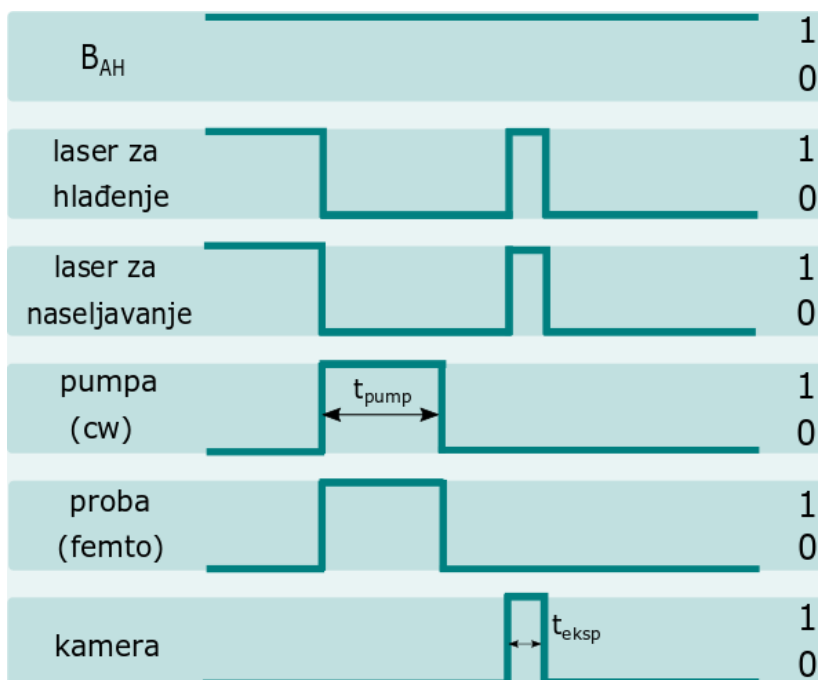 B_AH
1
0
laser za
hlađenje
1
0
laser za
naseljavanje
1
0
pumpa
(cw)
t_pump
1
0
proba
(femto)
1
0
kamera
t_eksp
1
0